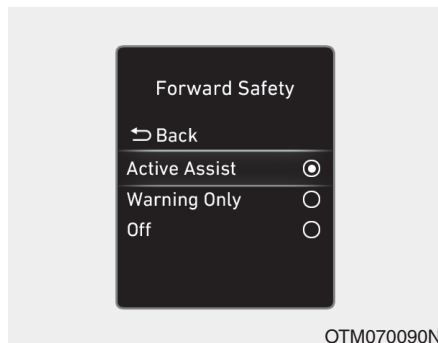 Forward Safety
Back
Active Assist
Warning Only
Off
OTM070090N